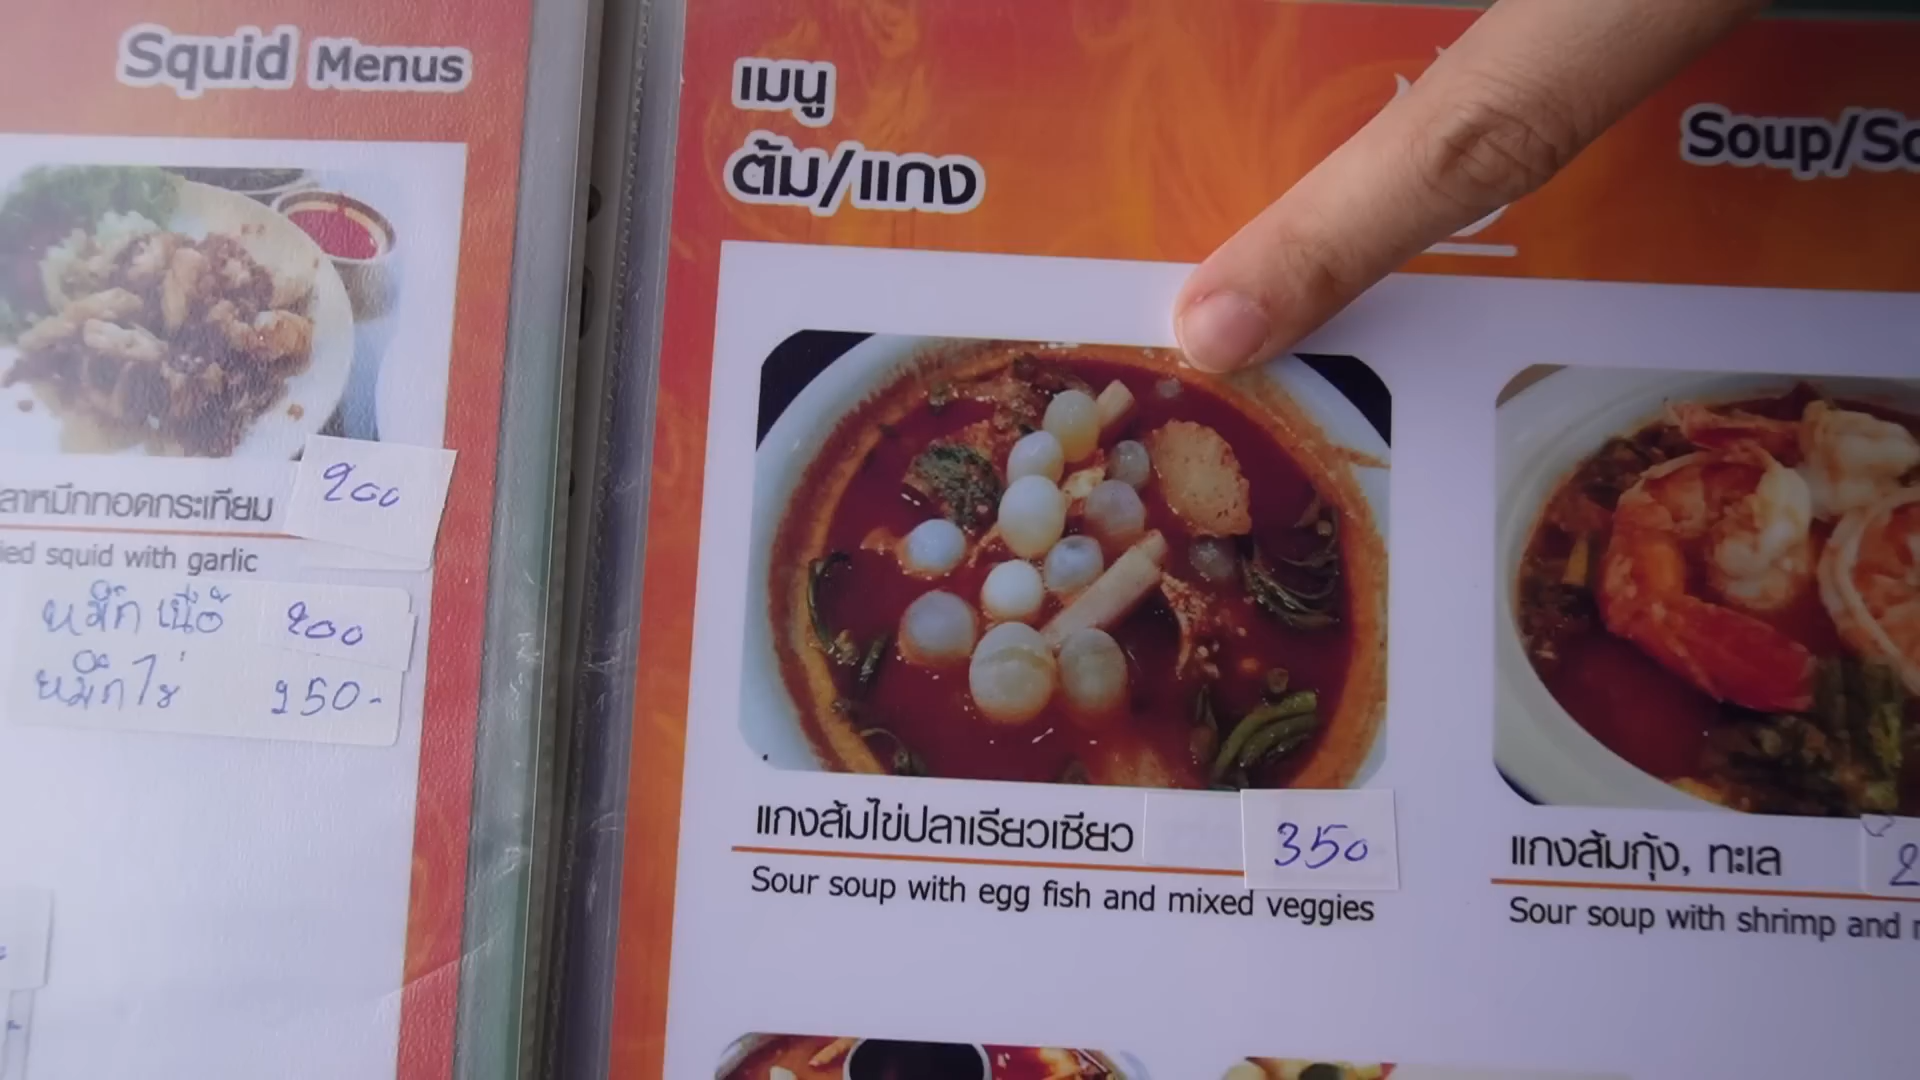 Squid Menus
ลาหมึกทอดกระเทียม
200
ied squid with garlic
หมึกเนื้อ 200
หมึกไข่ 250-
เมนู
ต้ม/แกง
Soup/So
แกงส้มไข่ปลาเรียวเซียว
350
Sour soup with egg fish and mixed veggies
แกงส้มกุ้ง, ทะเล
2
Sour soup with shrimp and